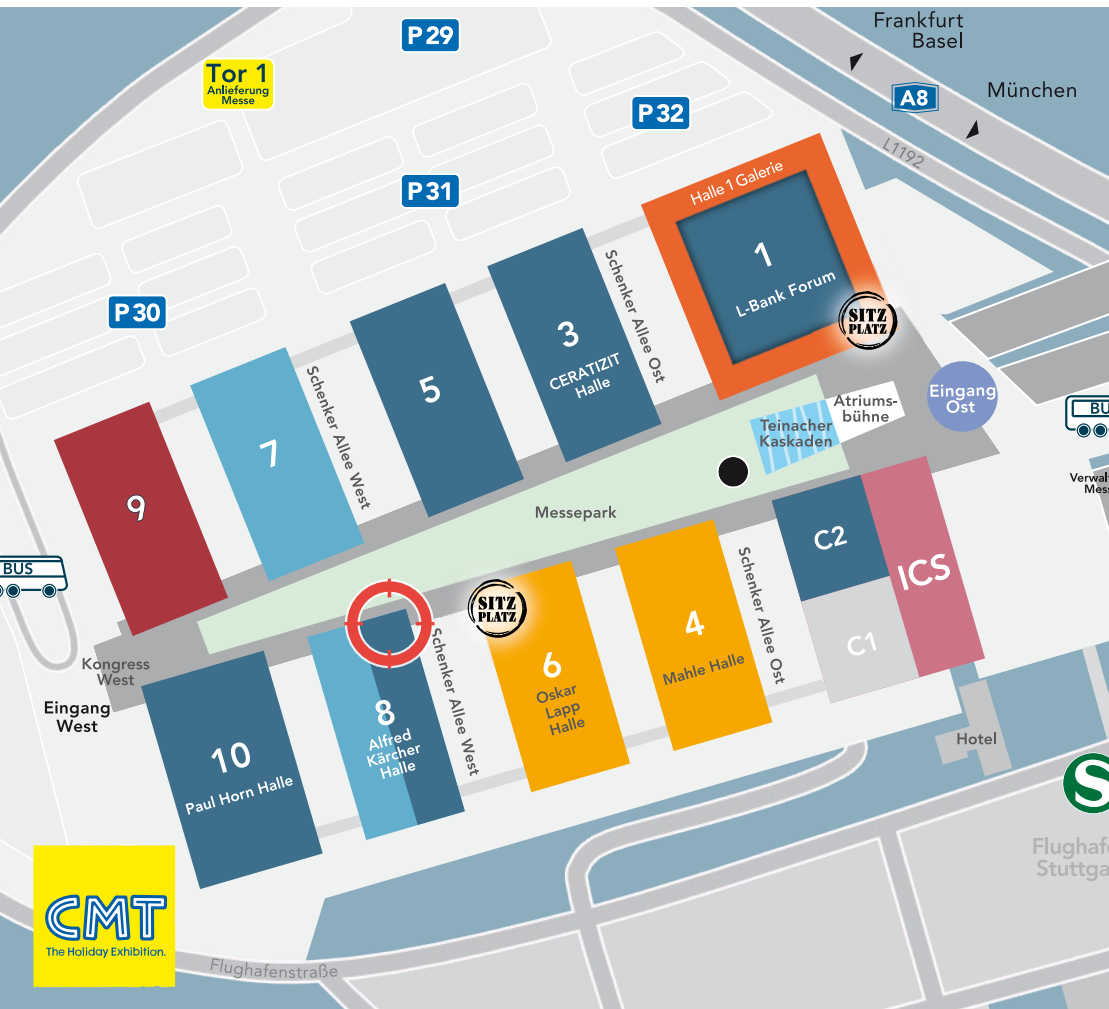 Frankfurt
Basel
München
A8
L1192
P29
Tor 1
Anlieferung
Messe
P32
P31
P30
Halle 1 Galerie
1
L-Bank Forum
SITZ
PLATZ
Schenker Allee Ost
3
CERATIZIT
Halle
5
Schenker Allee West
7
9
Eingang
Ost
Atriums-
bühne
Teinacher
Kaskaden
BU
Verwal
Mess
Messepark
C2
ICS
C1
Schenker Allee Ost
4
Mahle Halle
SITZ
PLATZ
6
Oskar
Lapp
Halle
Schenker Allee West
8
Alfred
Kärcher
Halle
BUS
Kongress
West
Eingang
West
10
Paul Horn Halle
Hotel
S
Flughafe
Stuttga
CMT
The Holiday Exhibition.
Flughafenstraße